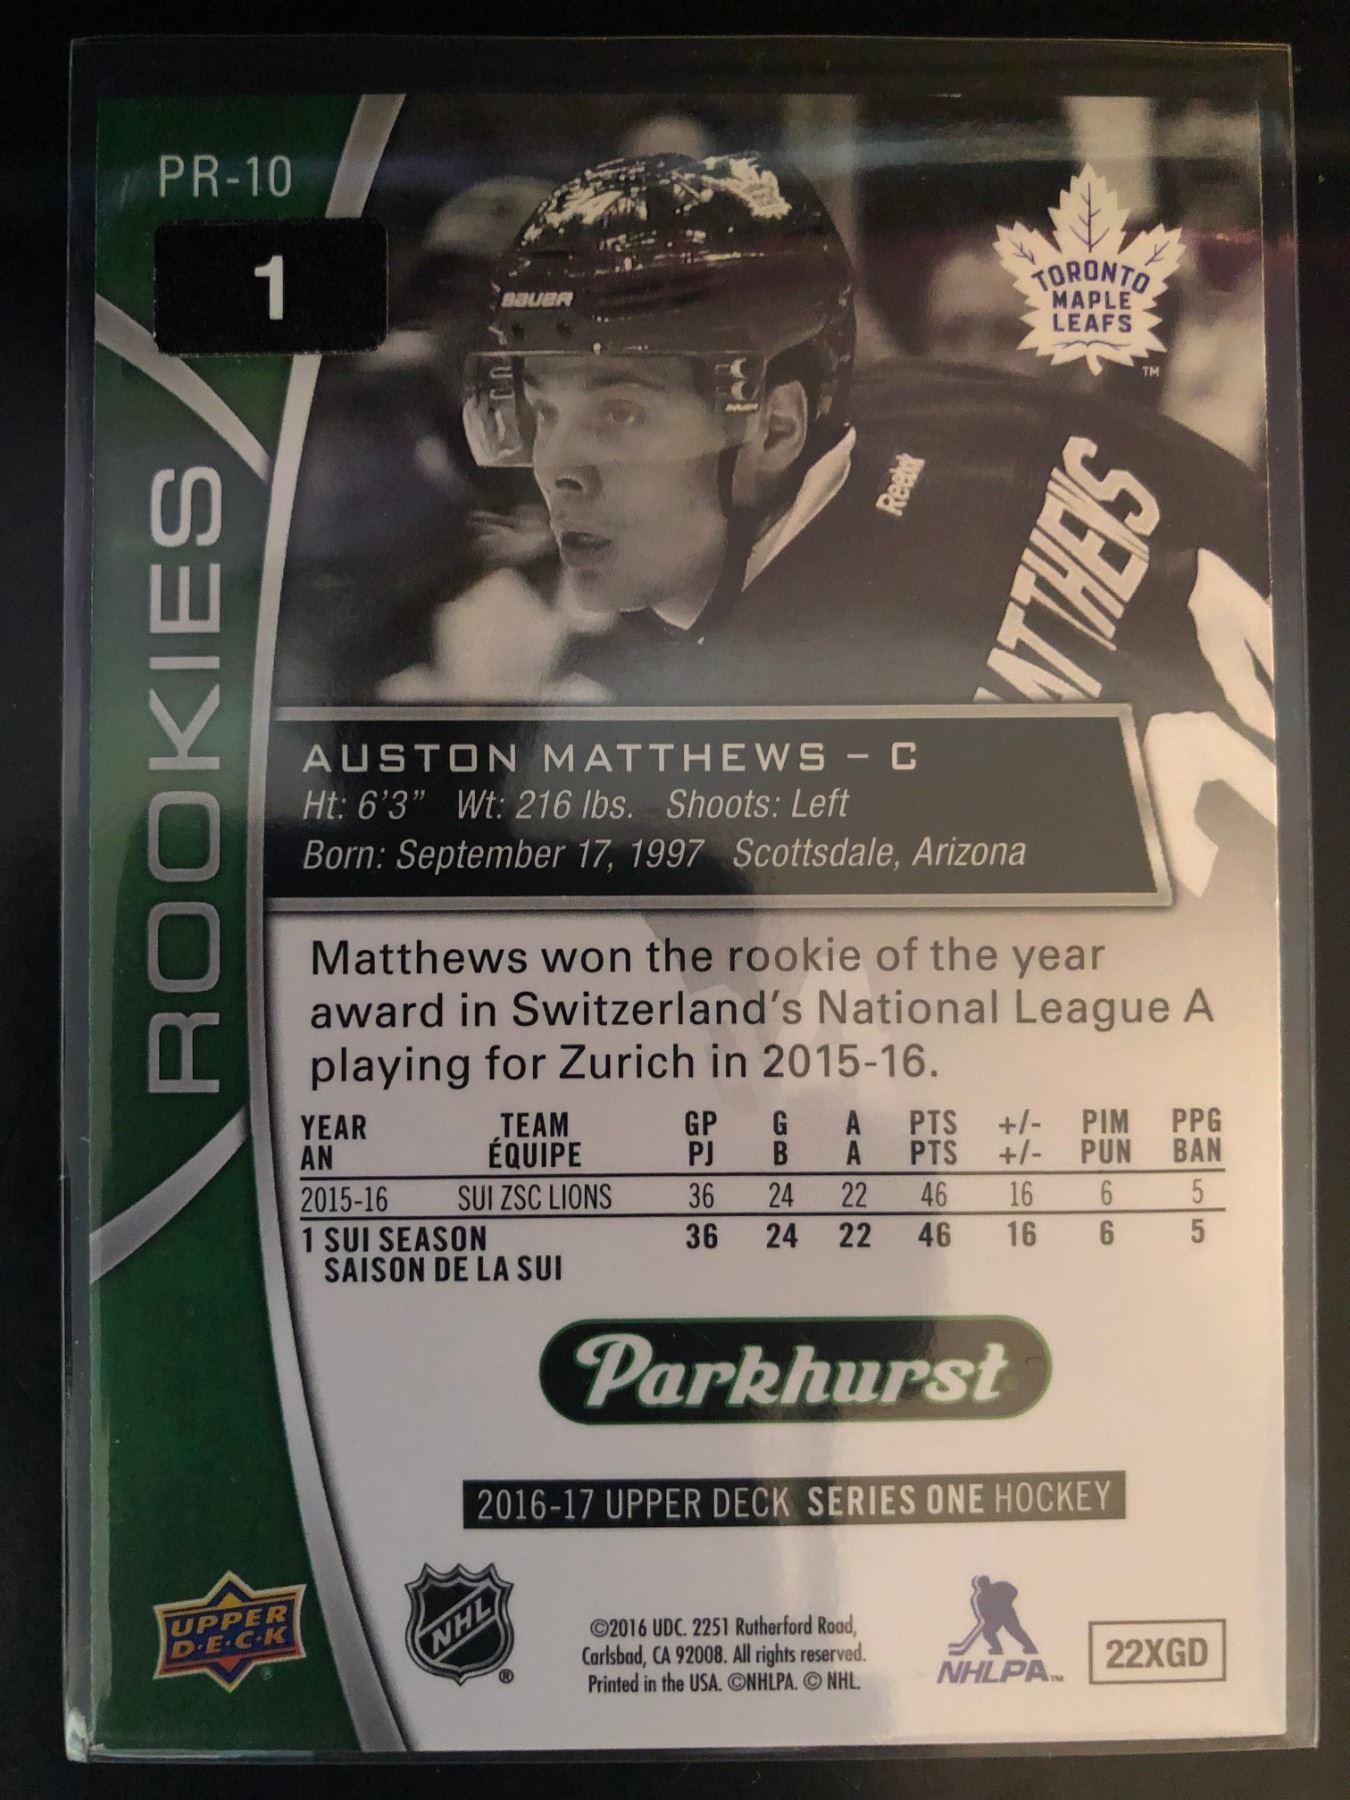 PR-10
1
ROOKIES
BAUER
TORONTO
MAPLE
LEAFS
TM
Reebok
ATTHEWS
AUSTON MATTHEWS – C
Ht: 6'3" Wt: 216 lbs. Shoots: Left
Born: September 17, 1997 Scottsdale, Arizona
Matthews won the rookie of the year
award in Switzerland's National League A
playing for Zurich in 2015-16.
YEAR TEAM GP G A PTS +/- PIM PPG
AN ÉQUIPE PJ B A PTS +/- PUN BAN
2015-16 SUI ZSC LIONS 36 24 22 46 16 6 5
1 SUI SEASON 36 24 22 46 16 6 5
SAISON DE LA SUI
Parkhurst
2016-17 UPPER DECK SERIES ONE HOCKEY
UPPER
D·E·C·K
®
NHL
®
©2016 UDC. 2251 Rutherford Road,
Carlsbad, CA 92008. All rights reserved.
Printed in the USA. ©NHLPA. © NHL.
NHLPA™
22XGD